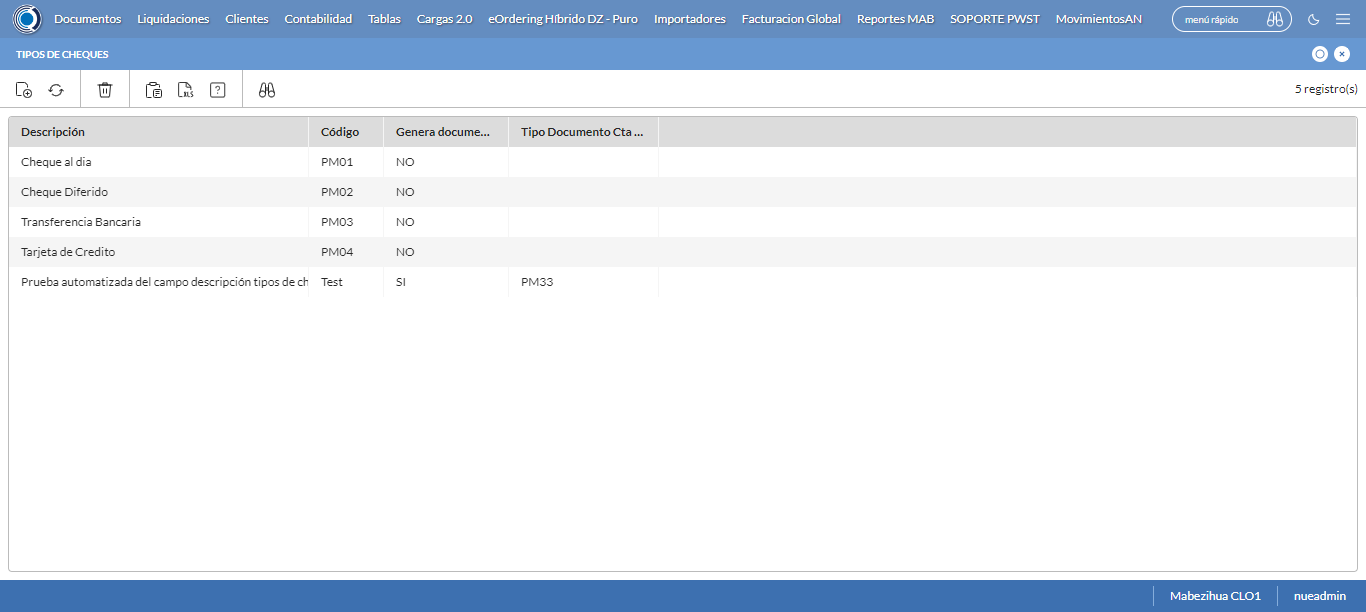 Documentos Liquidaciones Clientes Contabilidad Tablas Cargas 2.0 eOrdering Híbrido DZ - Puro Importadores Facturacion Global Reportes MAB SOPORTE PWST MovimientosAN menú rápido
TIPOS DE CHEQUES
XLS ? 5 registro(s)
Descripción Código Genera docume... Tipo Documento Cta ...
Cheque al dia PM01 NO
Cheque Diferido PM02 NO
Transferencia Bancaria PM03 NO
Tarjeta de Credito PM04 NO
Prueba automatizada del campo descripción tipos de ch Test SI PM33
Mabezihua CLO1 nueadmin